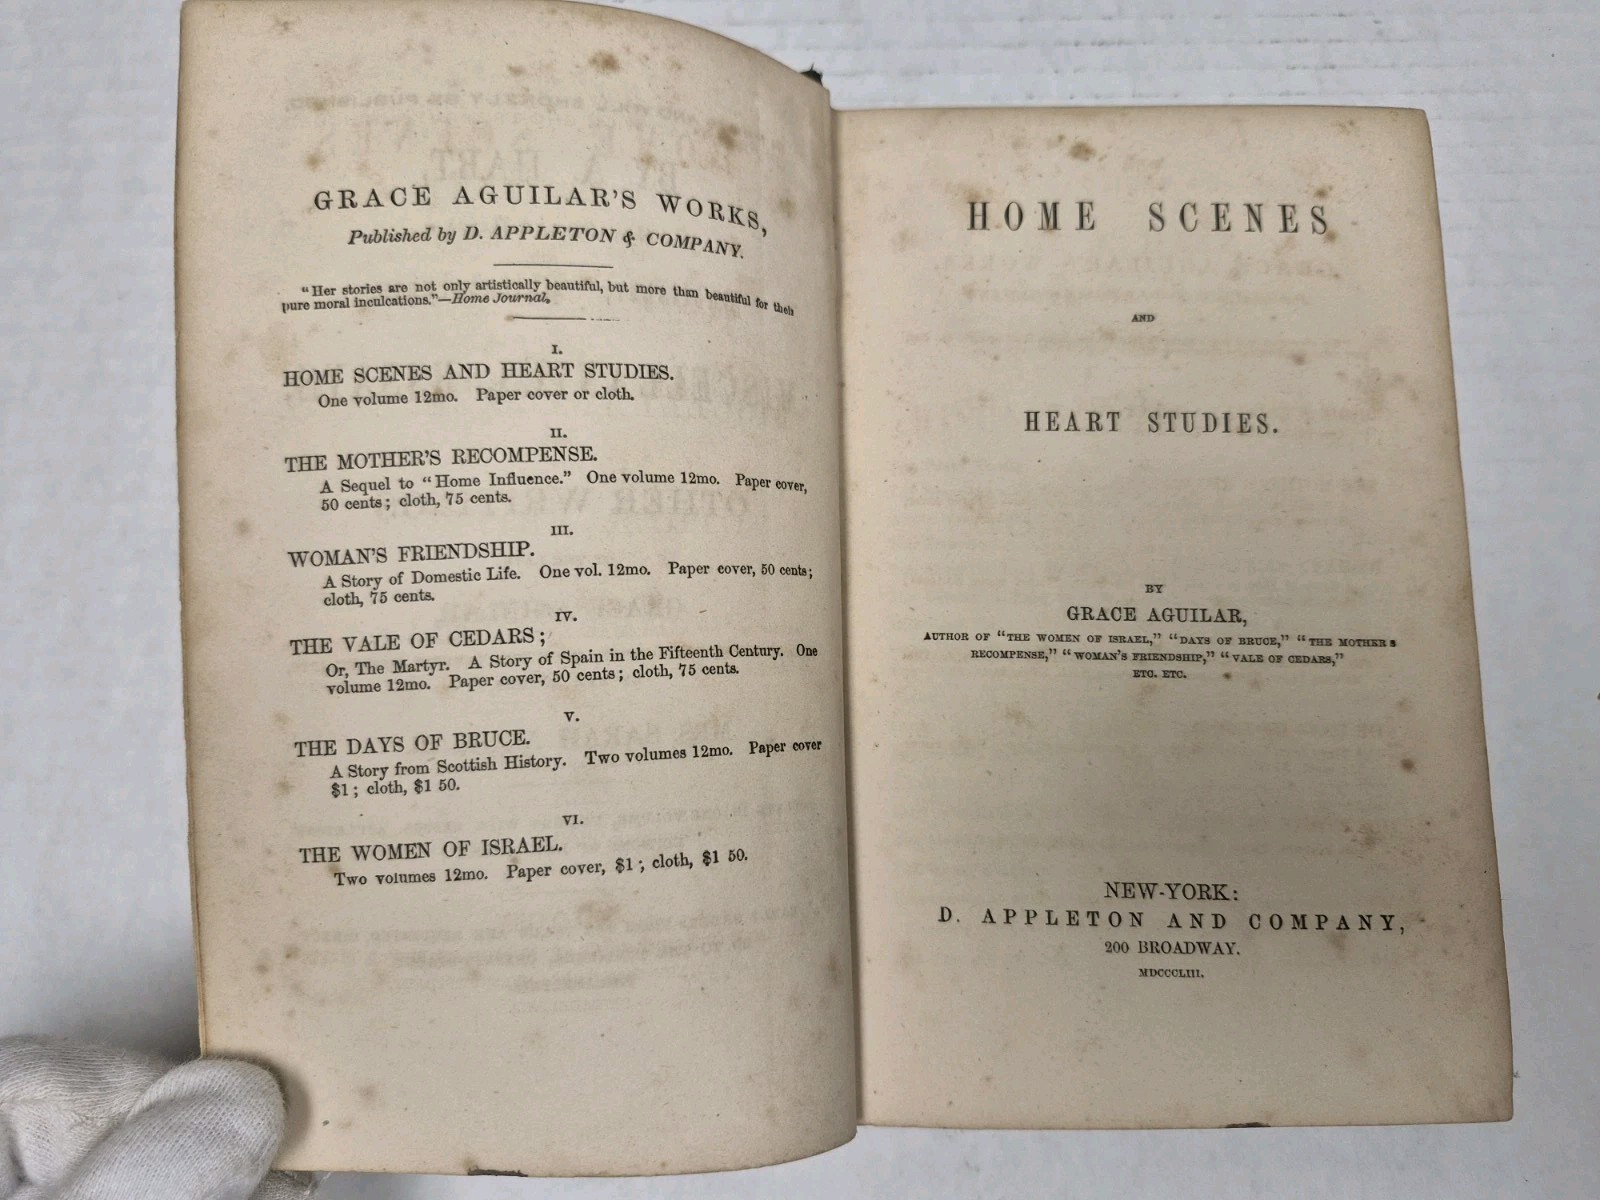 GRACE AGUILAR'S WORKS,
Published by D. APPLETON & COMPANY.
"Her stories are not only artistically beautiful, but more than beautiful for their
pure moral inculcations."—Home Journal.
I.
HOME SCENES AND HEART STUDIES.
One volume 12mo. Paper cover or cloth.
II.
THE MOTHER'S RECOMPENSE.
A Sequel to "Home Influence." One volume 12mo. Paper cover,
50 cents; cloth, 75 cents.
III.
WOMAN'S FRIENDSHIP.
A Story of Domestic Life. One vol. 12mo. Paper cover, 50 cents;
cloth, 75 cents.
IV.
THE VALE OF CEDARS;
Or, The Martyr. A Story of Spain in the Fifteenth Century. One
volume 12mo. Paper cover, 50 cents; cloth, 75 cents.
V.
THE DAYS OF BRUCE.
A Story from Scottish History. Two volumes 12mo. Paper cover
$1; cloth, $1 50.
VI.
THE WOMEN OF ISRAEL.
Two volumes 12mo. Paper cover, $1; cloth, $1 50.
HOME SCENES
AND
HEART STUDIES.
BY
GRACE AGUILAR,
AUTHOR OF "THE WOMEN OF ISRAEL," "DAYS OF BRUCE," "THE MOTHER S
RECOMPENSE," "WOMAN'S FRIENDSHIP," "VALE OF CEDARS,"
ETC. ETC.
NEW-YORK:
D. APPLETON AND COMPANY,
200 BROADWAY.
MDCCCLIII.